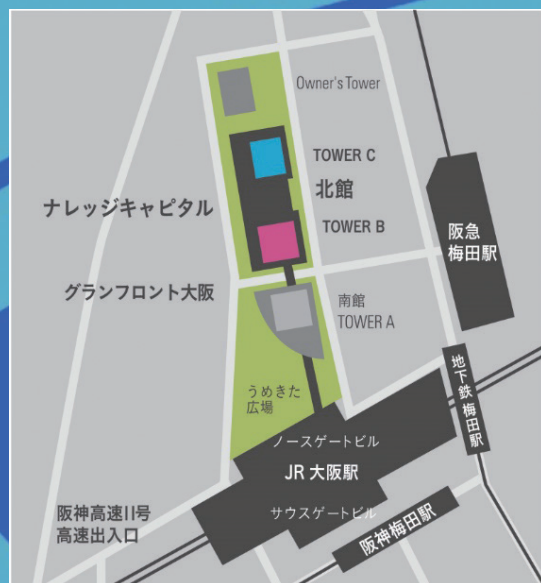 Owner's Tower
TOWER C
北館
ナレッジキャピタル
TOWER B
阪急
梅田駅
グランフロント大阪
南館
TOWER A
地下鉄 梅田駅
うめきた
広場
ノースゲートビル
JR 大阪駅
阪神高速11号
高速出入口
サウスゲートビル
阪神梅田駅